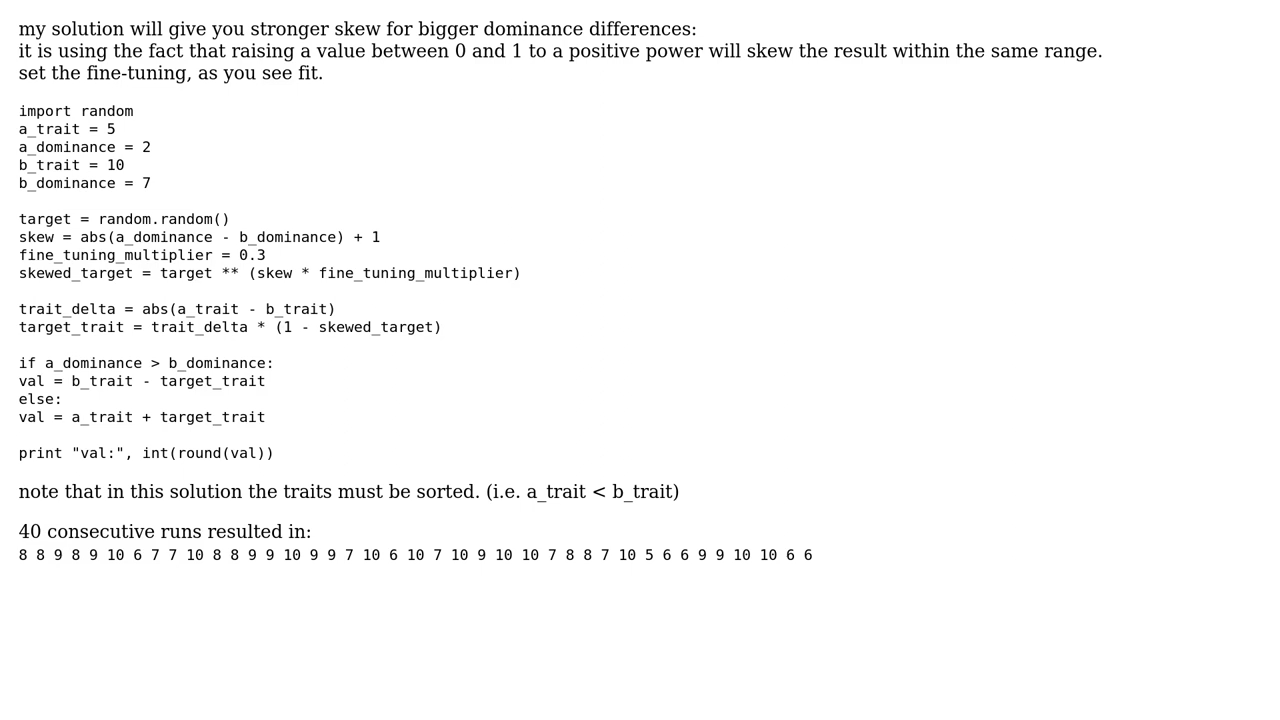 my solution will give you stronger skew for bigger dominance differences:
it is using the fact that raising a value between 0 and 1 to a positive power will skew the result within the same range.
set the fine-tuning, as you see fit.
import random
a_trait = 5
a_dominance = 2
b_trait = 10
b_dominance = 7
target = random.random()
skew = abs(a_dominance - b_dominance) + 1
fine_tuning_multiplier = 0.3
skewed_target = target ** (skew * fine_tuning_multiplier)
trait_delta = abs(a_trait - b_trait)
target_trait = trait_delta * (1 - skewed_target)
if a_dominance > b_dominance:
val = b_trait - target_trait
else:
val = a_trait + target_trait
print "val:", int(round(val))
note that in this solution the traits must be sorted. (i.e. a_trait < b_trait)
40 consecutive runs resulted in:
8 8 9 8 9 10 6 7 7 10 8 8 9 9 10 9 9 7 10 6 10 7 10 9 10 10 7 8 8 7 10 5 6 6 9 9 10 10 6 6